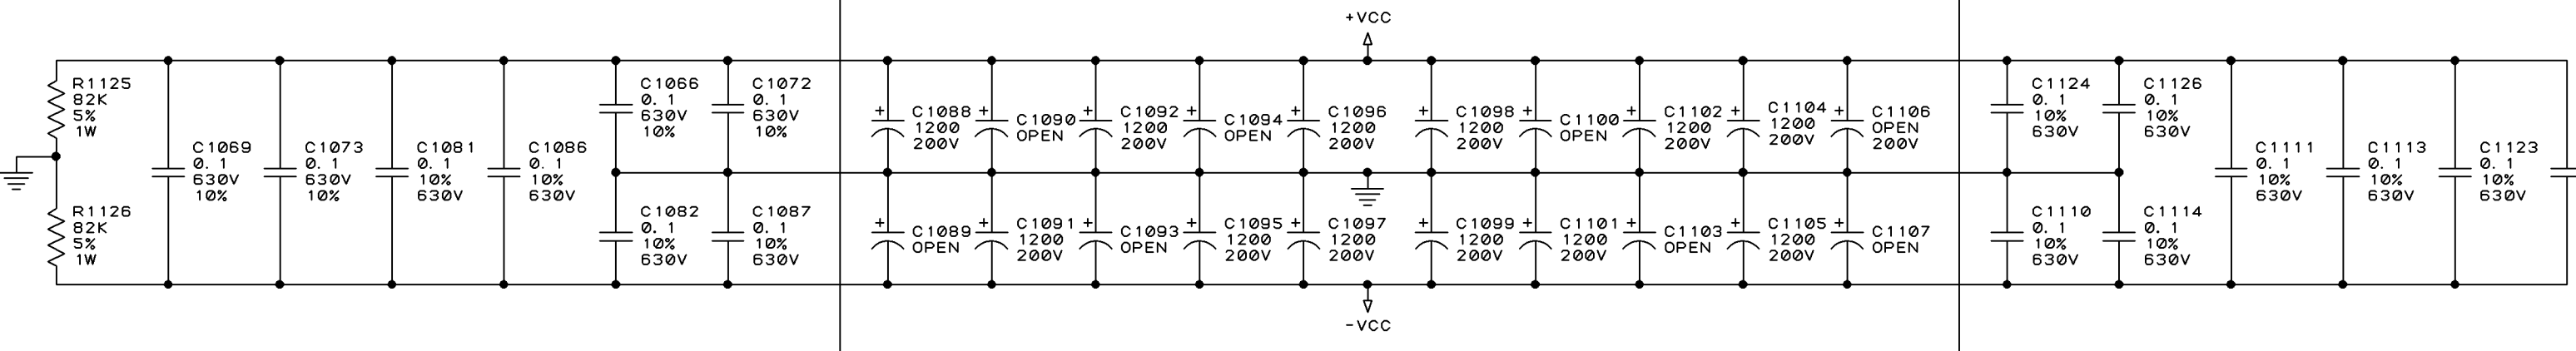 +VCC
R1125
82K
5%
1W
R1126
82K
5%
1W
C1069
0.1
630V
10%
C1073
0.1
630V
10%
C1081
0.1
10%
630V
C1086
0.1
10%
630V
C1066
0.1
630V
10%
C1072
0.1
630V
10%
C1082
0.1
10%
630V
C1087
0.1
10%
630V
+
C1088
1200
200V
+
C1090
OPEN
+
C1092
1200
200V
+
C1094
OPEN
+
C1096
1200
200V
+
C1098
1200
200V
+
C1100
OPEN
+
C1102
1200
200V
+
C1104
1200
200V
+
C1106
OPEN
200V
+
C1089
OPEN
+
C1091
1200
200V
+
C1093
OPEN
+
C1095
1200
200V
+
C1097
1200
200V
+
C1099
1200
200V
+
C1101
1200
200V
+
C1103
OPEN
+
C1105
1200
200V
+
C1107
OPEN
-VCC
C1124
0.1
10%
630V
C1126
0.1
10%
630V
C1110
0.1
10%
630V
C1114
0.1
10%
630V
C1111
0.1
10%
630V
C1113
0.1
10%
630V
C1123
0.1
10%
630V